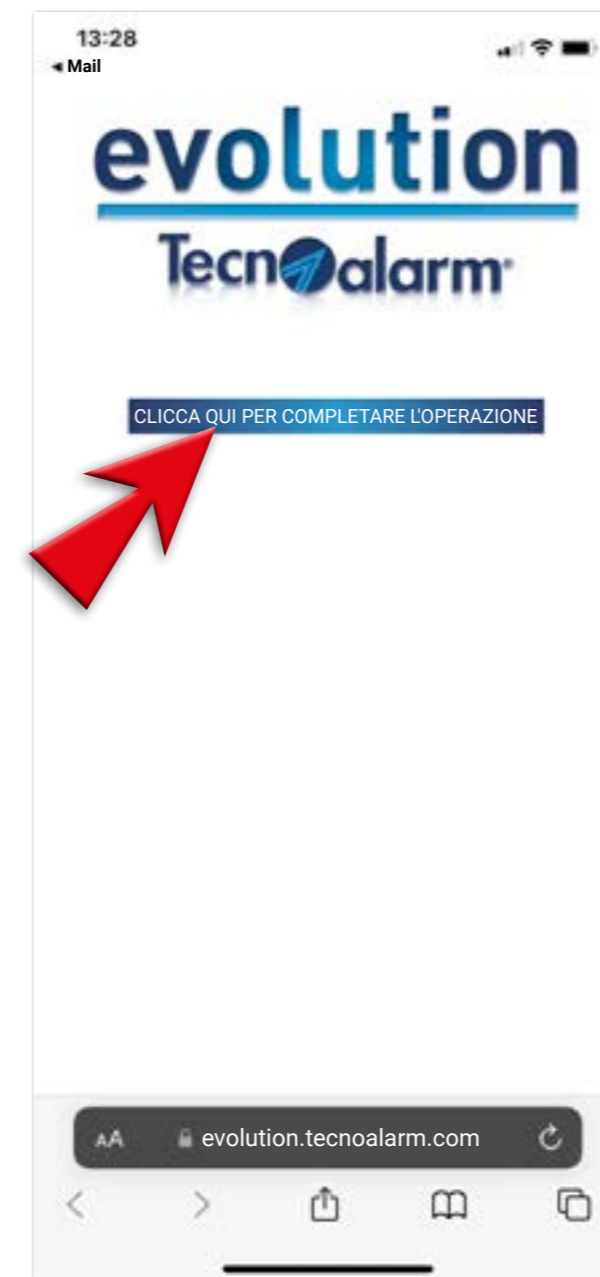 13:28
◄ Mail
evolution
Tecnoalarm®
CLICCA QUI PER COMPLETARE L'OPERAZIONE
AA evolution.tecnoalarm.com